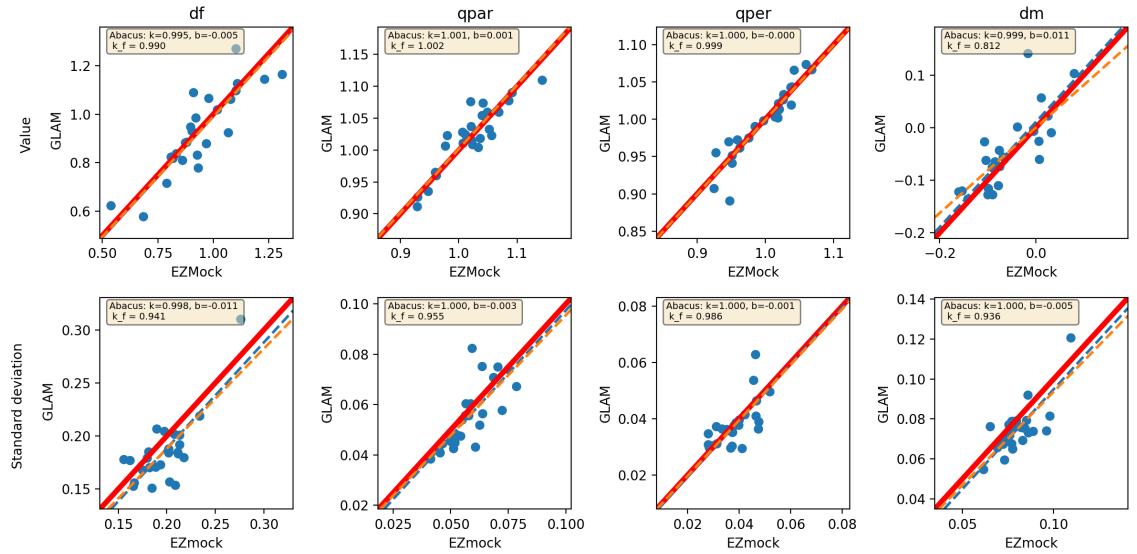 df
qpar
qper
dm
Value
GLAM
1.2
1.0
0.8
0.6
Abacus: k=0.995, b=-0.005
k_f = 0.990
0.50
0.75
1.00
1.25
EZMock
GLAM
1.15
1.10
1.05
1.00
0.95
0.90
Abacus: k=1.001, b=0.001
k_f = 1.002
0.9
1.0
1.1
EZMock
GLAM
1.10
1.05
1.00
0.95
0.90
0.85
Abacus: k=1.000, b=-0.000
k_f = 0.999
0.9
1.0
1.1
EZMock
GLAM
0.1
0.0
−0.1
−0.2
Abacus: k=0.999, b=0.011
k_f = 0.812
−0.2
0.0
EZMock
Standard deviation
GLAM
0.30
0.25
0.20
0.15
Abacus: k=0.998, b=-0.011
k_f = 0.941
0.15
0.20
0.25
0.30
EZmock
GLAM
0.10
0.08
0.06
0.04
0.02
Abacus: k=1.000, b=-0.003
k_f = 0.955
0.025
0.050
0.075
0.100
EZmock
GLAM
0.08
0.06
0.04
0.02
Abacus: k=1.000, b=-0.001
k_f = 0.986
0.02
0.04
0.06
0.08
EZmock
GLAM
0.14
0.12
0.10
0.08
0.06
0.04
Abacus: k=1.000, b=-0.005
k_f = 0.936
0.05
0.10
EZmock